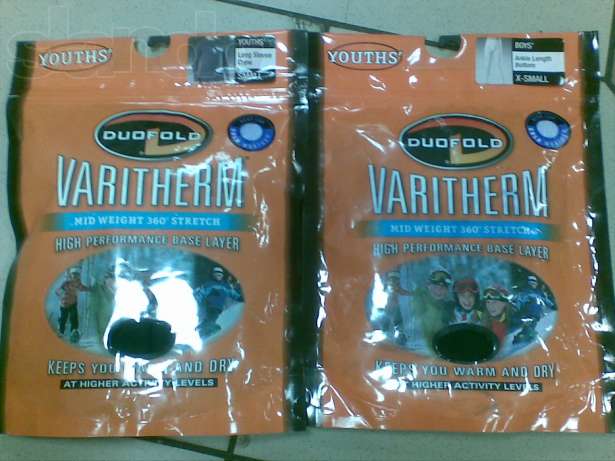 YOUTHS'
YOUTHS'
Long Sleeve
Crew
SMALL
DUOFOLD
VARITHERM
MID WEIGHT 360° STRETCH
HIGH PERFORMANCE BASE LAYER
KEEPS YOU WARM AND DRY
AT HIGHER ACTIVITY LEVELS
YOUTHS'
BOYS'
Ankle Length
Bottom
X-SMALL
DUOFOLD
VARITHERM
MID WEIGHT 360° STRETCH
HIGH PERFORMANCE BASE LAYER
KEEPS YOU WARM AND DRY
HIGHER ACTIVITY LEVELS